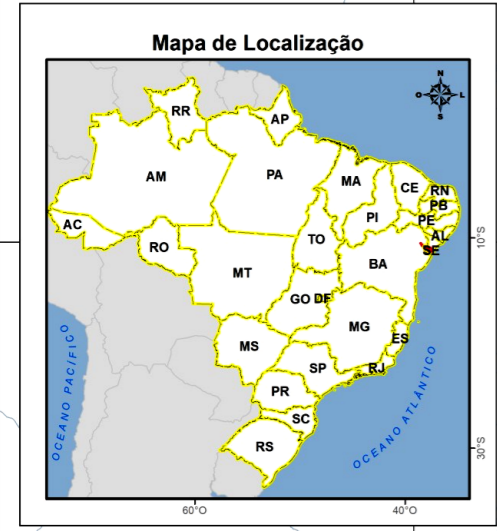 Mapa de Localização
N
O L
S
RR
AP
AM
PA
MA
CE
RN
PB
PI
PE
AL
SE
AC
RO
TO
BA
MT
GO
DF
MG
ES
MS
SP
RJ
PR
SC
RS
OCEANO PACÍFICO
OCEANO ATLÂNTICO
10°S
30°S
60°O
40°O